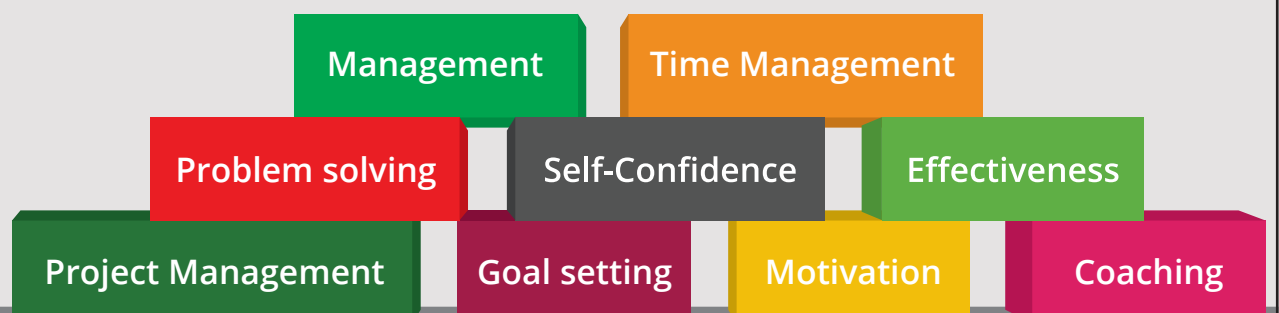 Management
Time Management
Problem solving
Self-Confidence
Effectiveness
Project Management
Goal setting
Motivation
Coaching